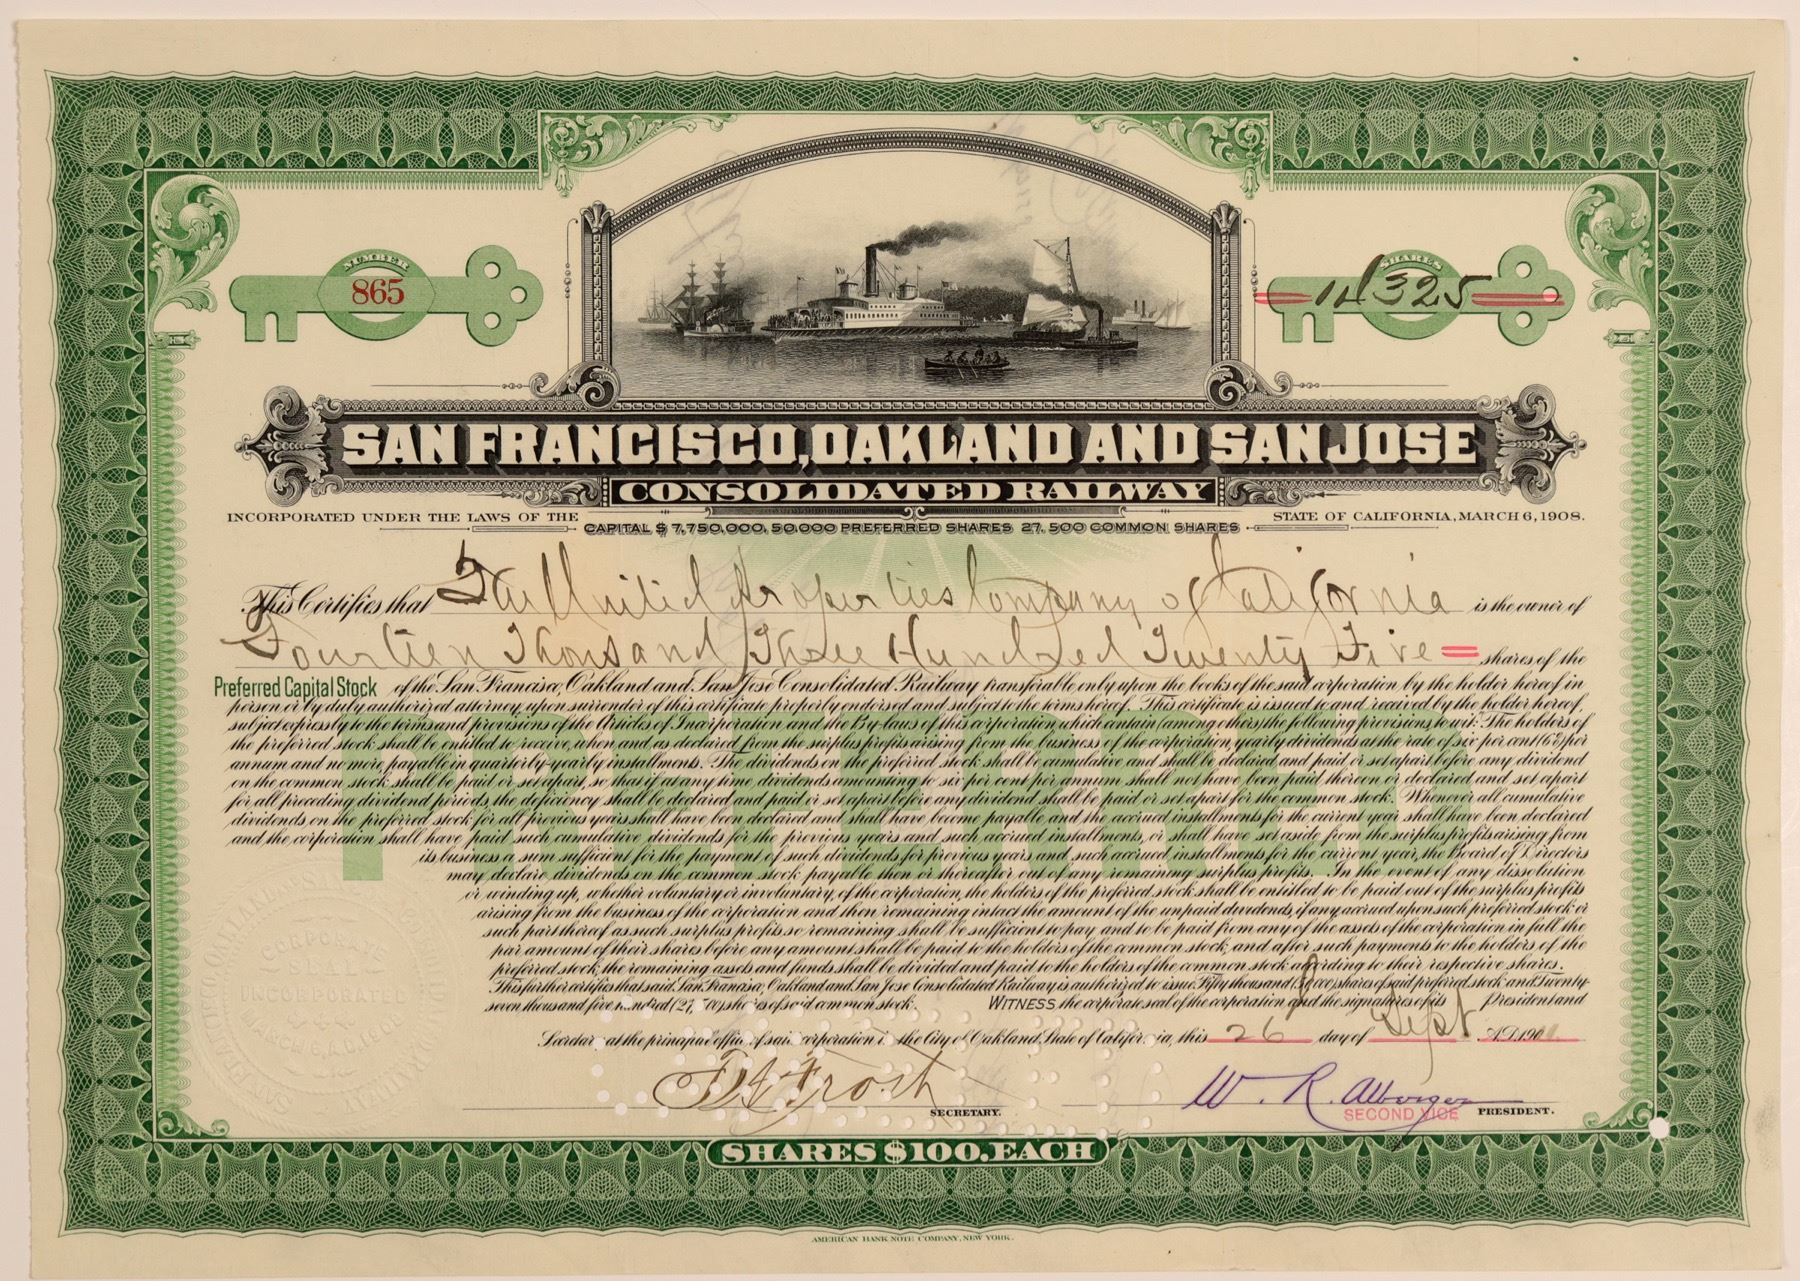 NUMBER
865
SHARES
14325
SAN FRANCISCO, OAKLAND AND SAN JOSE
CONSOLIDATED RAILWAY
INCORPORATED UNDER THE LAWS OF THE STATE OF CALIFORNIA, MARCH 6, 1908.
CAPITAL $7,750,000, 50,000 PREFERRED SHARES 27,500 COMMON SHARES
This Certifies that The United Properties Company of California is the owner of
Fourteen Thousand Three Hundred Twenty Five shares of the
Preferred Capital Stock of the San Francisco, Oakland and San Jose Consolidated Railway transferable only upon the books of the said corporation by the holder hereof in
person or by duly authorized attorney, upon surrender of this certificate properly endorsed and subject to the terms hereof. This certificate is issued to and received by the holder hereof,
subject expressly to the terms and provisions of the Articles of Incorporation and the By-laws of this corporation, which contain (among others) the following provisions to wit: The holders of
the preferred stock shall be entitled to receive, when and as declared from the surplus profits arising from the business of the corporation, yearly dividends at the rate of six per cent (6%) per
annum and no more payable in quarterly-yearly installments. The dividends on the preferred stock shall be cumulative and shall be declared and paid or set apart before any dividend
on the common stock shall be paid or set apart, so that if at any time dividends amounting to six per cent per annum shall not have been paid thereon or declared and set apart
for all preceding dividend periods, the deficiency shall be declared and paid or set apart before any dividend shall be paid or set apart for the common stock. Whenever all cumulative
dividends on the preferred stock for all previous years shall have been declared and shall have become payable and the accrued installments for the current year shall have been declared
and the corporation shall have paid such cumulative dividends for the previous years and such accrued installments, or shall have set aside from the surplus profits arising from
its business a sum sufficient for the payment of such dividends for previous years and such accrued installments for the current year, the Board of Directors
may declare dividends on the common stock payable then or thereafter out of any remaining surplus profits. In the event of any dissolution
or winding up, whether voluntary or involuntary, of the corporation, the holders of the preferred stock shall be entitled to be paid out of the surplus profits
arising from the business of the corporation and then remaining intact the amount of the unpaid dividends, if any, accrued upon such preferred stock or
such part thereof as such surplus profits so remaining shall be sufficient to pay and to be paid from any of the assets of the corporation in full the
par amount of their shares before any amount shall be paid to the holders of the common stock, and after such payments to the holders of the
preferred stock, the remaining assets and funds shall be divided and paid to the holders of the common stock according to their respective shares.
This further certifies that said San Francisco, Oakland and San Jose Consolidated Railway is authorized to issue Fifty thousand shares of said preferred stock and Twenty-
seven thousand five hundred shares of said common stock. WITNESS the corporate seal of the corporation and the signatures of its President and
Secretary at the principal office of said corporation in the City of Oakland, State of California, this 26 day of Sept A.D. 191
F W Frost
SECRETARY.
W. R. Alberger
SECOND VICE PRESIDENT.
PREFERRED
CORPORATE
SEAL
INCORPORATED
SHARES $100. EACH
AMERICAN BANK NOTE COMPANY, NEW YORK.